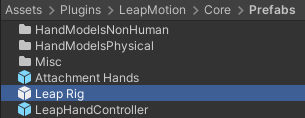 Assets > Plugins > LeapMotion > Core > Prefabs
HandModelsNonHuman
HandModelsPhysical
Misc
Attachment Hands
Leap Rig
LeapHandController